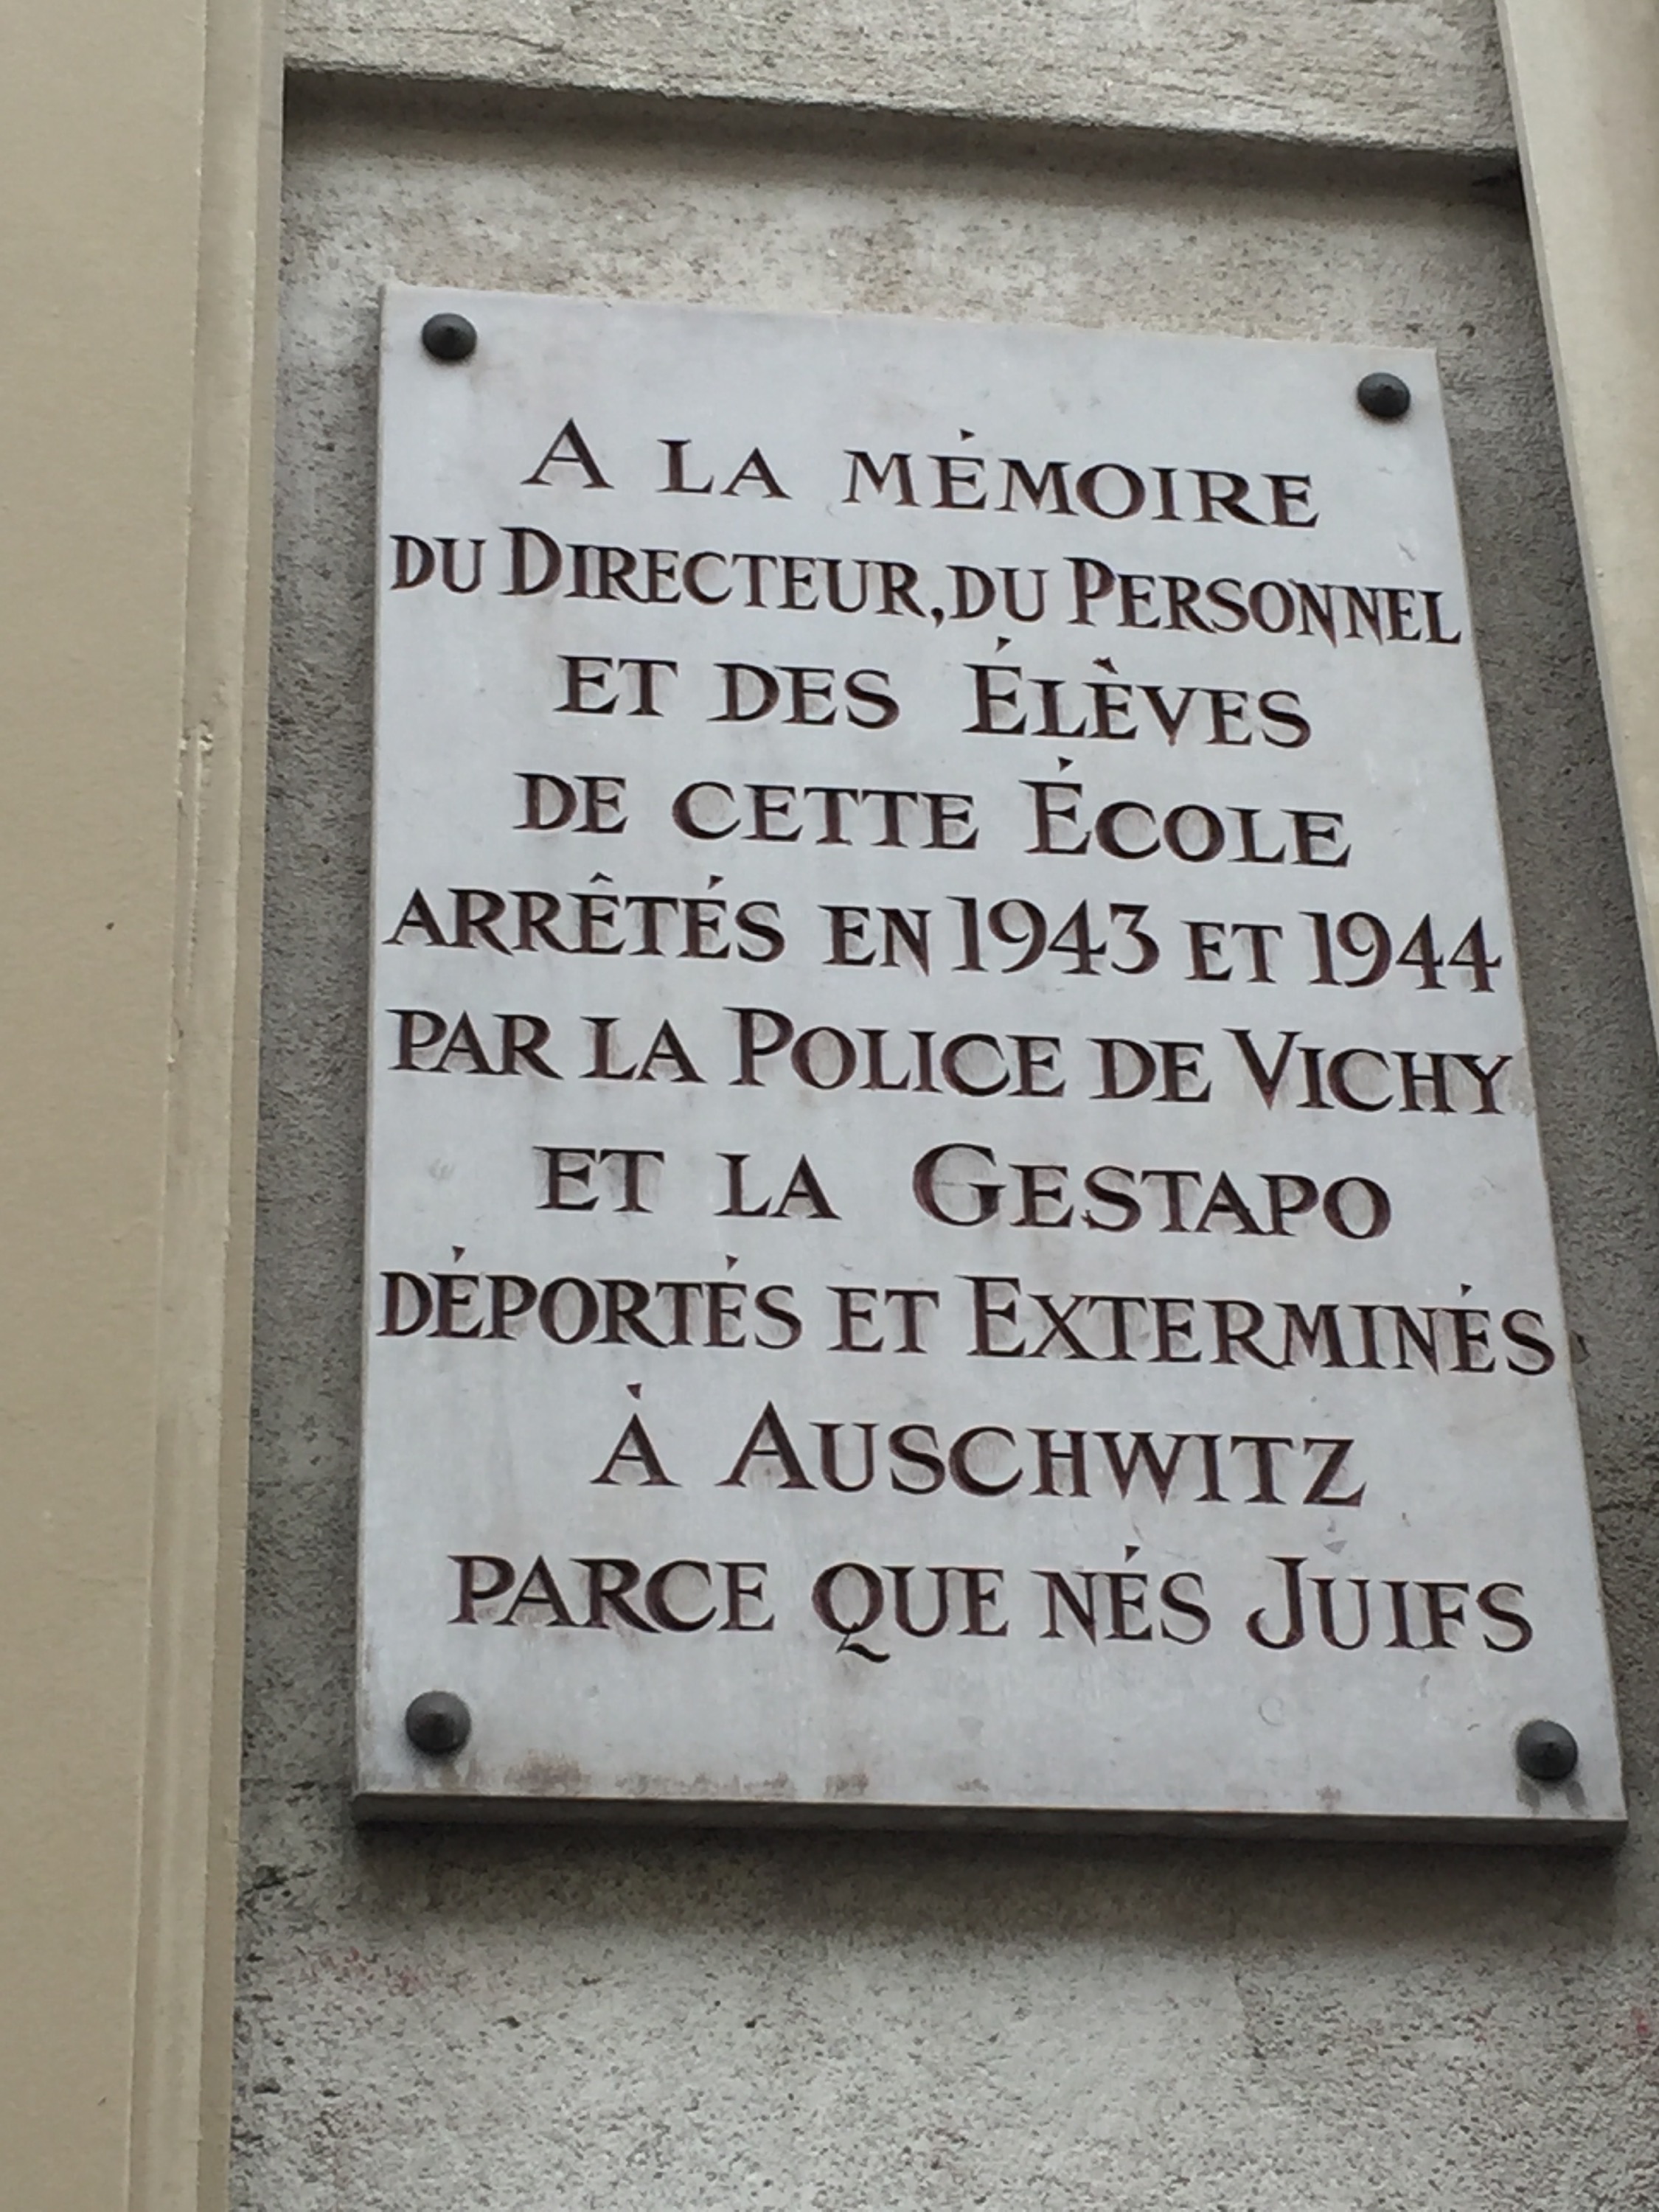 A LA MÉMOIRE
DU DIRECTEUR, DU PERSONNEL
ET DES ÉLÈVES
DE CETTE ÉCOLE
ARRÊTÉS EN 1943 ET 1944
PAR LA POLICE DE VICHY
ET LA GESTAPO
DÉPORTÉS ET EXTERMINÉS
À AUSCHWITZ
PARCE QUE NÉS JUIFS